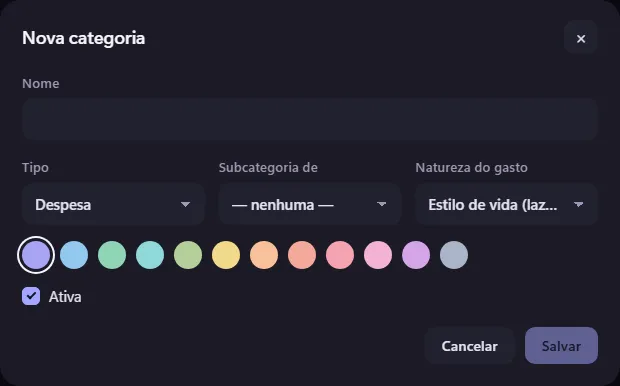 Nova categoria
×
Nome
Tipo
Subcategoria de
Natureza do gasto
Despesa
— nenhuma —
Estilo de vida (laz...
Ativa
Cancelar
Salvar